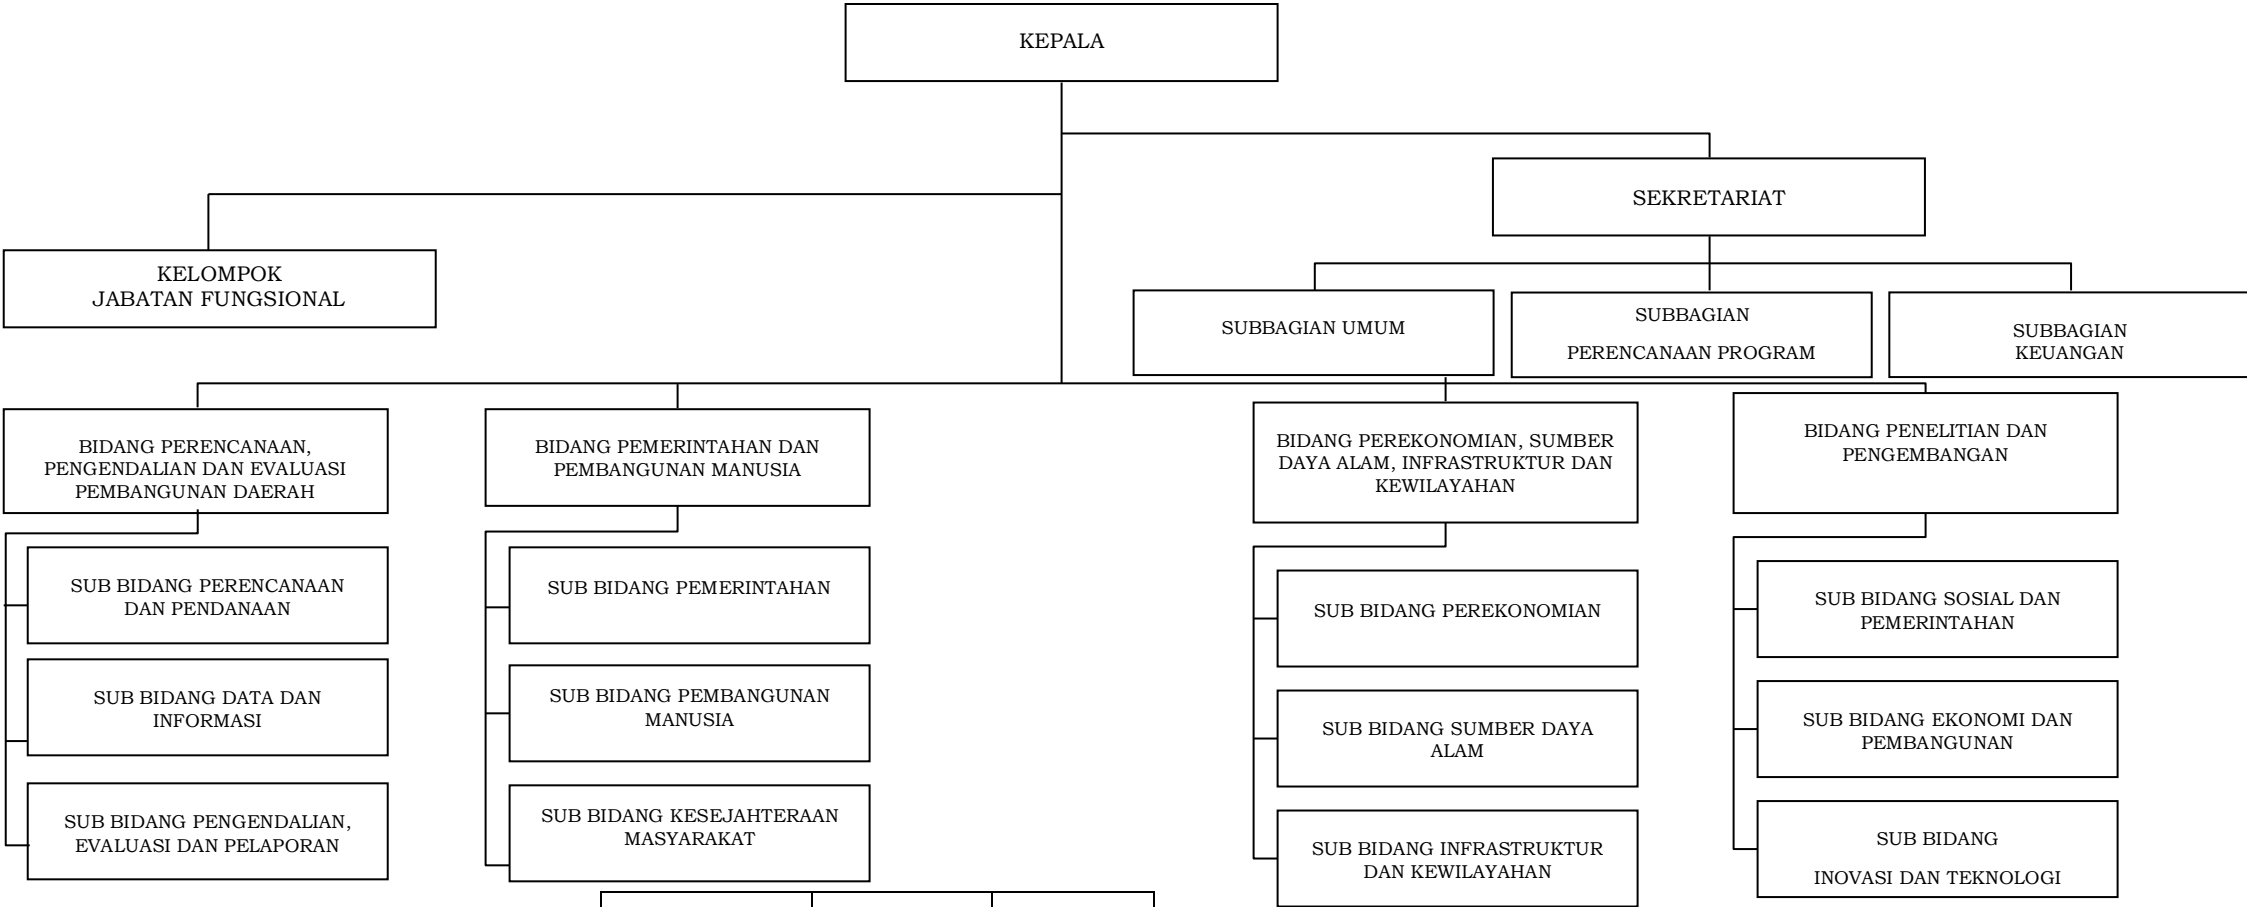 KEPALA
SEKRETARIAT
KELOMPOK
JABATAN FUNGSIONAL
SUBBAGIAN UMUM
SUBBAGIAN
PERENCANAAN PROGRAM
SUBBAGIAN
KEUANGAN
BIDANG PERENCANAAN,
PENGENDALIAN DAN EVALUASI
PEMBANGUNAN DAERAH
SUB BIDANG PERENCANAAN
DAN PENDANAAN
SUB BIDANG DATA DAN
INFORMASI
SUB BIDANG PENGENDALIAN,
EVALUASI DAN PELAPORAN
BIDANG PEMERINTAHAN DAN
PEMBANGUNAN MANUSIA
SUB BIDANG PEMERINTAHAN
SUB BIDANG PEMBANGUNAN
MANUSIA
SUB BIDANG KESEJAHTERAAN
MASYARAKAT
BIDANG PEREKONOMIAN, SUMBER
DAYA ALAM, INFRASTRUKTUR DAN
KEWILAYAHAN
SUB BIDANG PEREKONOMIAN
SUB BIDANG SUMBER DAYA
ALAM
SUB BIDANG INFRASTRUKTUR
DAN KEWILAYAHAN
BIDANG PENELITIAN DAN
PENGEMBANGAN
SUB BIDANG SOSIAL DAN
PEMERINTAHAN
SUB BIDANG EKONOMI DAN
PEMBANGUNAN
SUB BIDANG
INOVASI DAN TEKNOLOGI